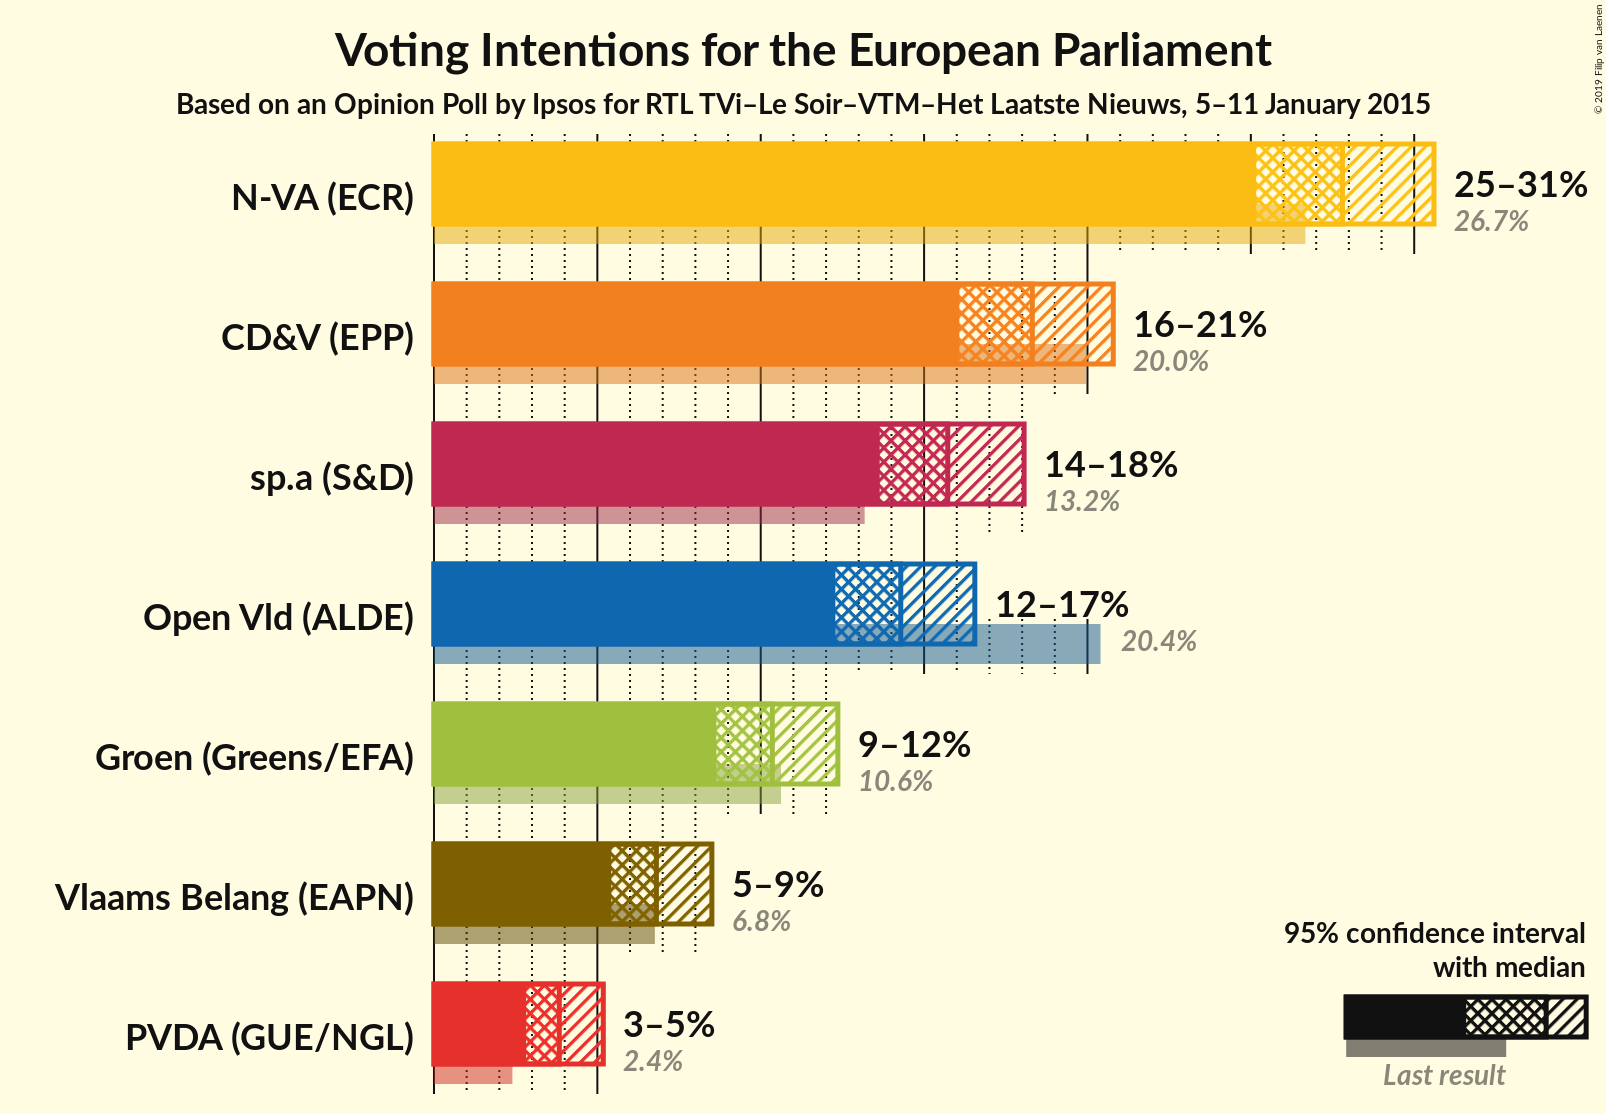 Voting Intentions for the European Parliament
Based on an Opinion Poll by Ipsos for RTL TVi–Le Soir–VTM–Het Laatste Nieuws, 5–11 January 2015
© 2019 Filip van Laenen
N-VA (ECR)
25–31%
26.7%
CD&V (EPP)
16–21%
20.0%
sp.a (S&D)
14–18%
13.2%
Open Vld (ALDE)
12–17%
20.4%
Groen (Greens/EFA)
9–12%
10.6%
Vlaams Belang (EAPN)
5–9%
6.8%
PVDA (GUE/NGL)
3–5%
2.4%
95% confidence interval
with median
Last result